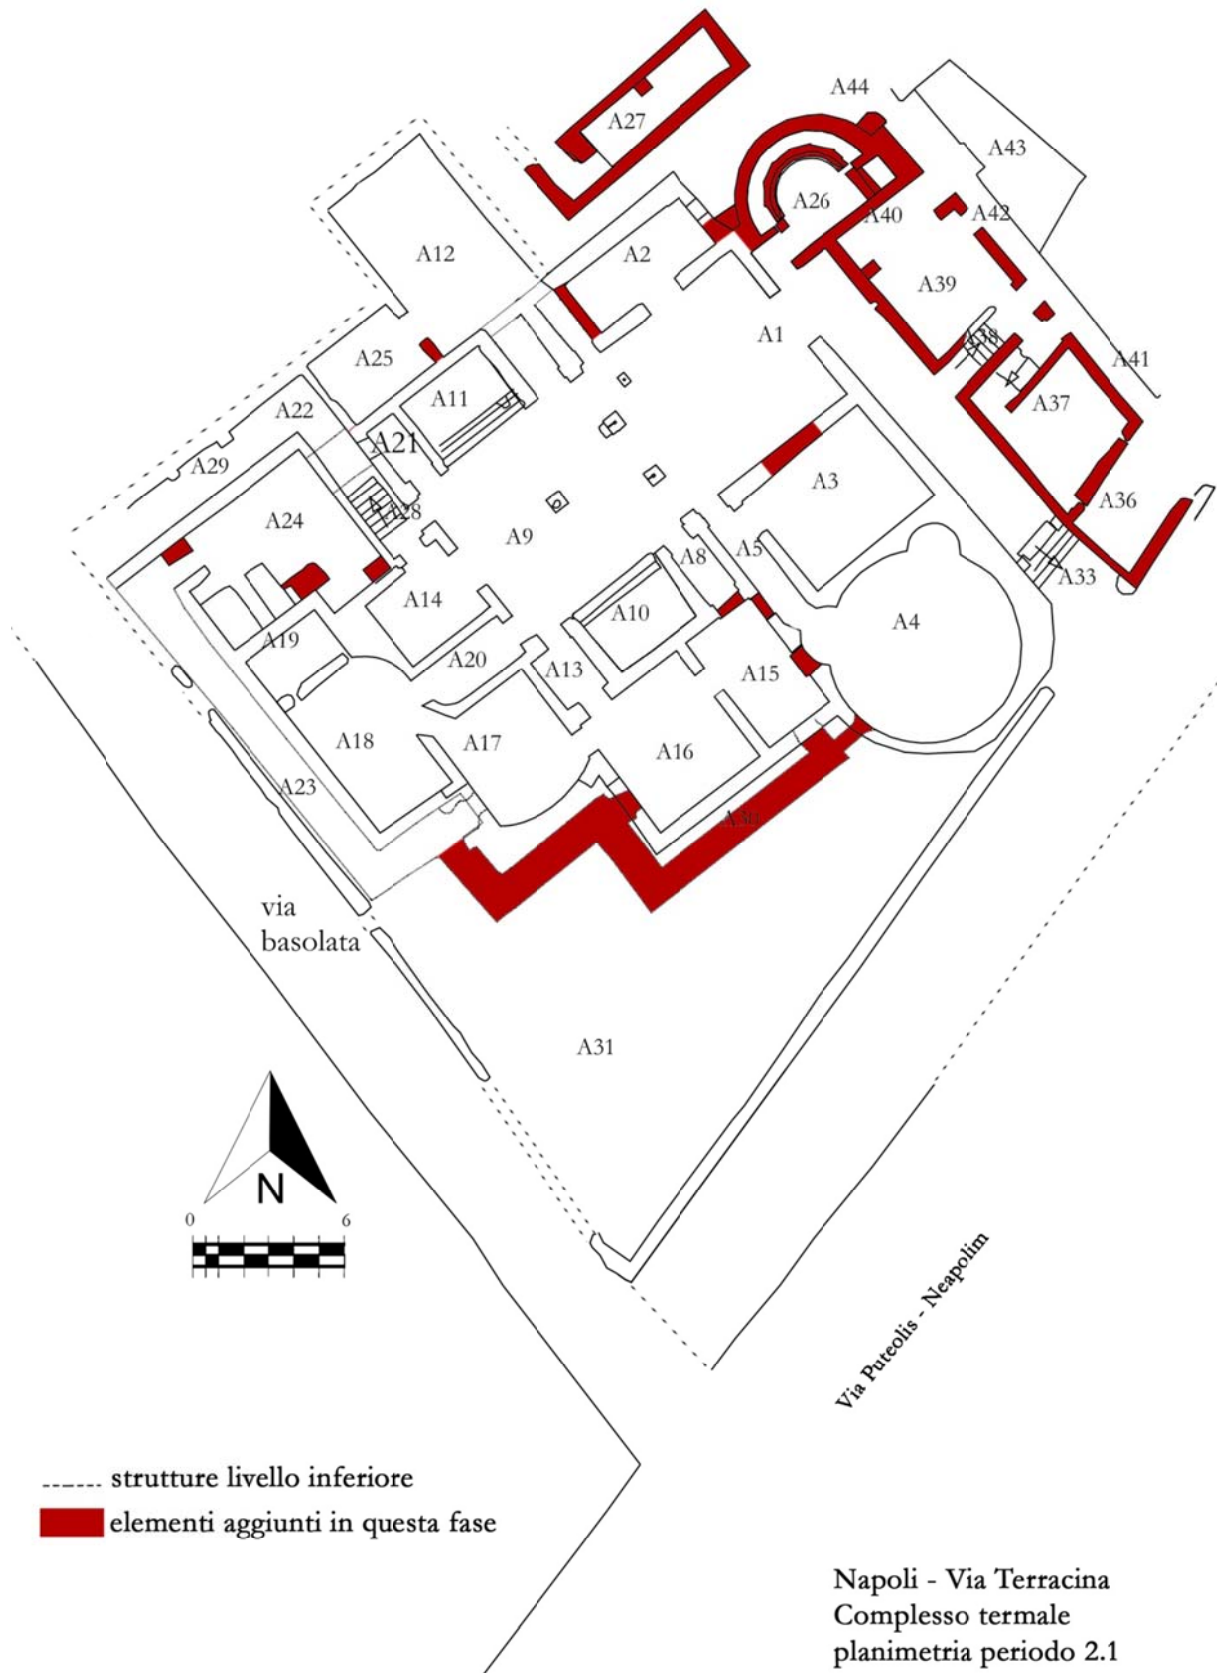 A44
A27
A43
A26
A40
A42
A12
A2
A39
A1
A38
A25
A41
A11
A37
A22
A21
A29
A3
A36
A28
A24
A9
A8
A5
A33
A14
A10
A4
A19
A20
A13
A15
A18
A17
A16
A23
A30
via
basolata
A31
N
0 6
Via Puteolis - Neapolim
strutture livello inferiore
elementi aggiunti in questa fase
Napoli - Via Terracina
Complesso termale
planimetria periodo 2.1